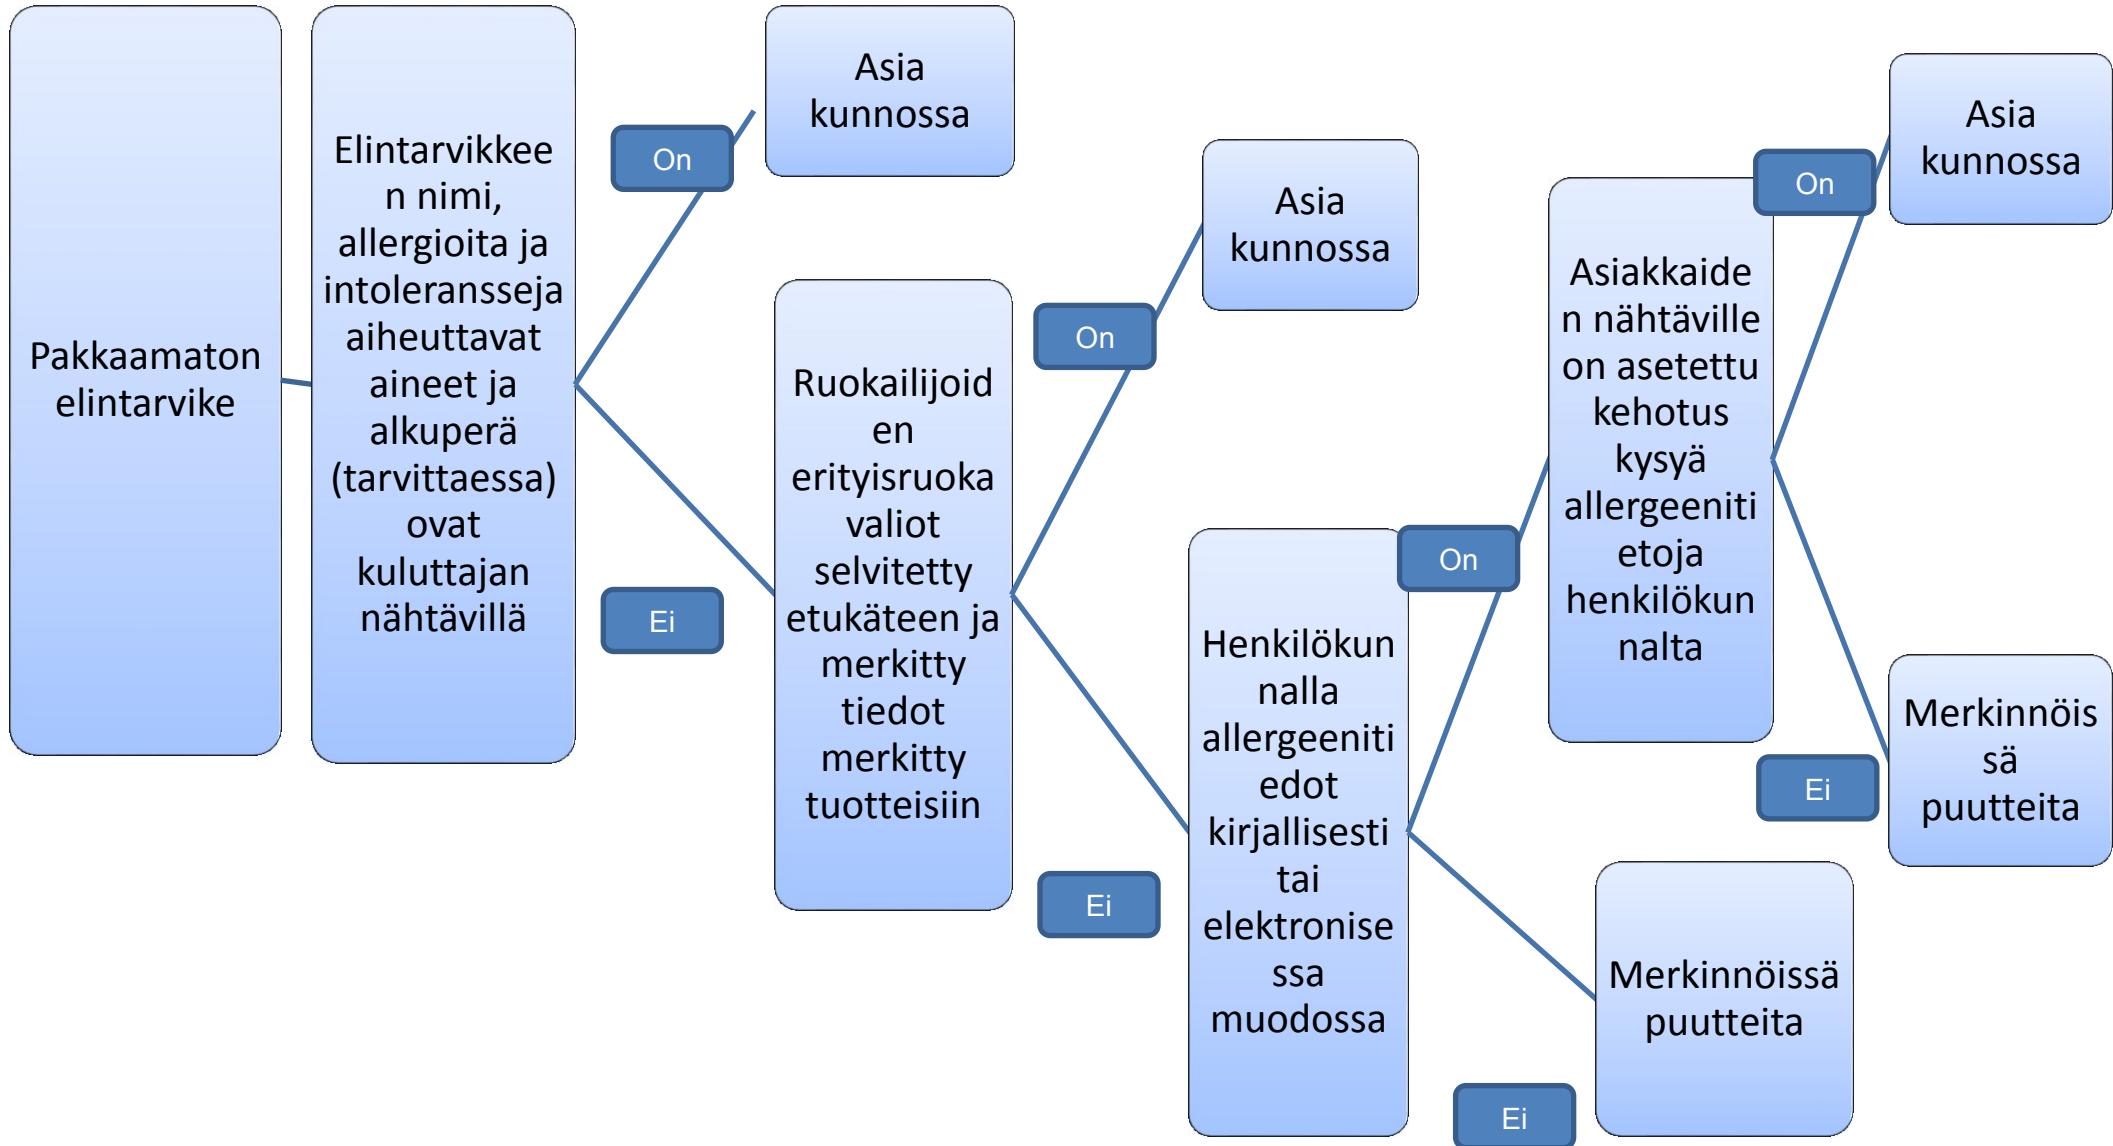 Pakkaamaton
elintarvike
Elintarvikkee
n nimi,
allergioita ja
intoleransseja
aiheuttavat
aineet ja
alkuperä
(tarvittaessa)
ovat
kuluttajan
nähtävillä
On
Asia
kunnossa
Ei
Ruokailijoid
en
erityisruoka
valiot
selvitetty
etukäteen ja
merkitty
tiedot
merkitty
tuotteisiin
On
Asia
kunnossa
Ei
Henkilökun
nalla
allergeeniti
edot
kirjallisesti
tai
elektronise
ssa
muodossa
On
Asiakkaide
n nähtäville
on asetettu
kehotus
kysyä
allergeeniti
etoja
henkilökun
nalta
On
Asia
kunnossa
Ei
Merkinnöis
sä
puutteita
Ei
Merkinnöissä
puutteita